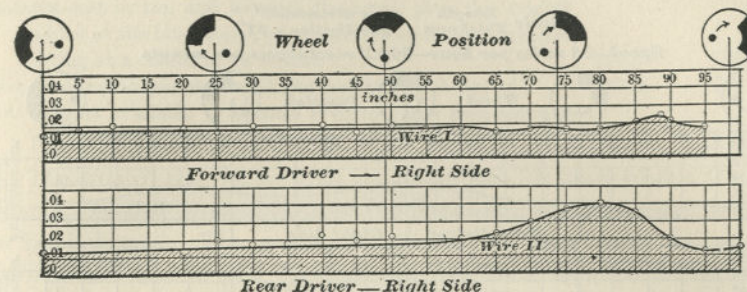 Wheel Position
5 10 15 20 25 30 35 40 45 50 55 60 65 70 75 80 85 90 95
.04
inches
.03
.01
Wire I
0
Forward Driver — Right Side
.04
.03
.02
.01
Wire II
0
Rear Driver — Right Side